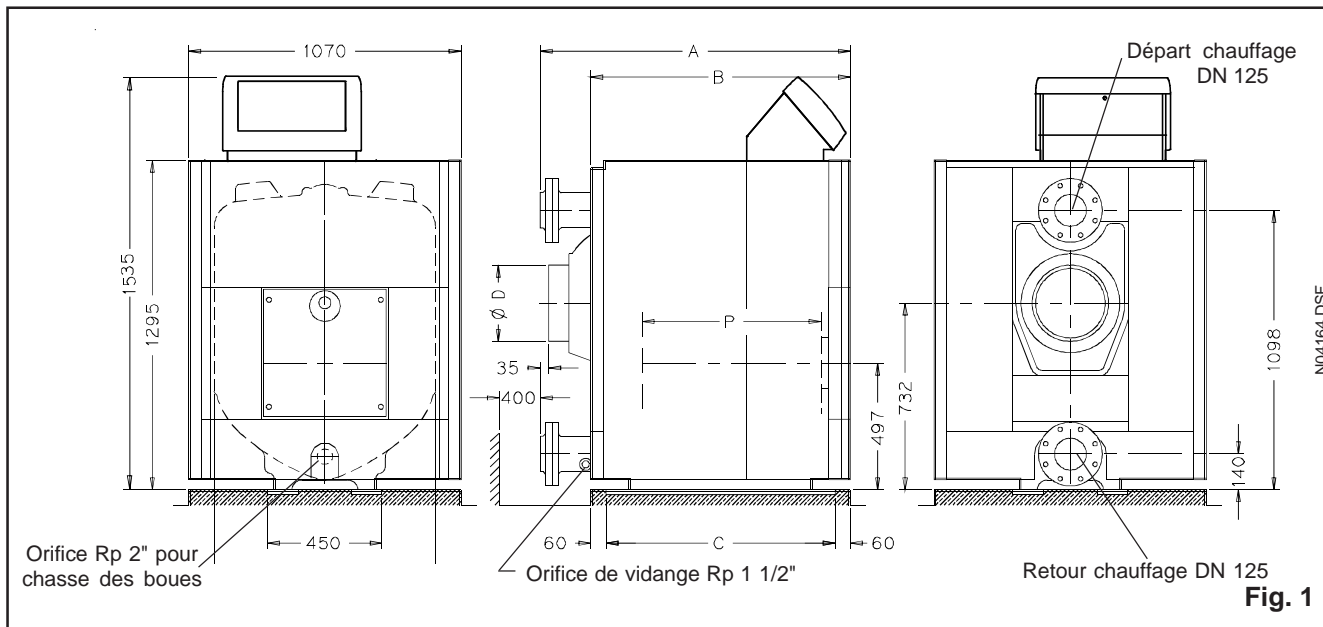 1070
A
B
Départ chauffage
DN 125
1535
1295
Ø D
35
400
P
497
732
1098
140
N04164 DSF
60
C
60
450
Orifice Rp 2" pour
chasse des boues
Orifice de vidange Rp 1 1/2"
Retour chauffage DN 125
Fig. 1